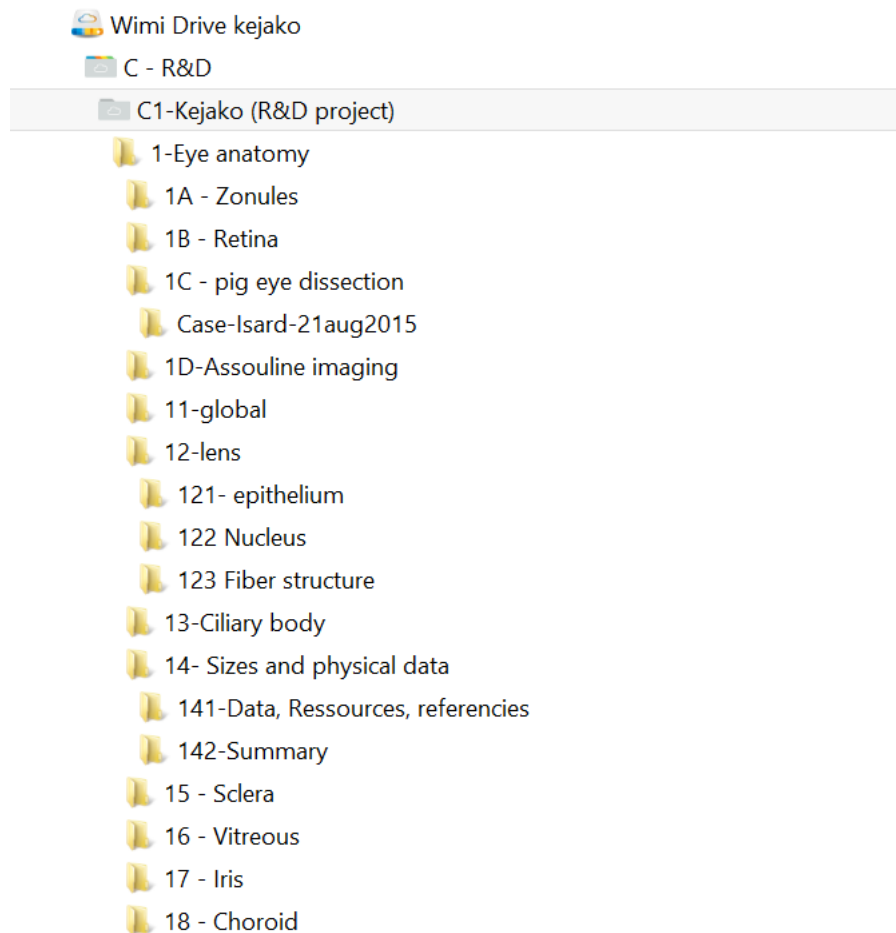 Wimi Drive kejako
C - R&D
C1-Kejako (R&D project)
1-Eye anatomy
1A - Zonules
1B - Retina
1C - pig eye dissection
Case-Isard-21aug2015
1D-Assouline imaging
11-global
12-lens
121- epithelium
122 Nucleus
123 Fiber structure
13-Ciliary body
14- Sizes and physical data
141-Data, Ressources, referencies
142-Summary
15 - Sclera
16 - Vitreous
17 - Iris
18 - Choroid